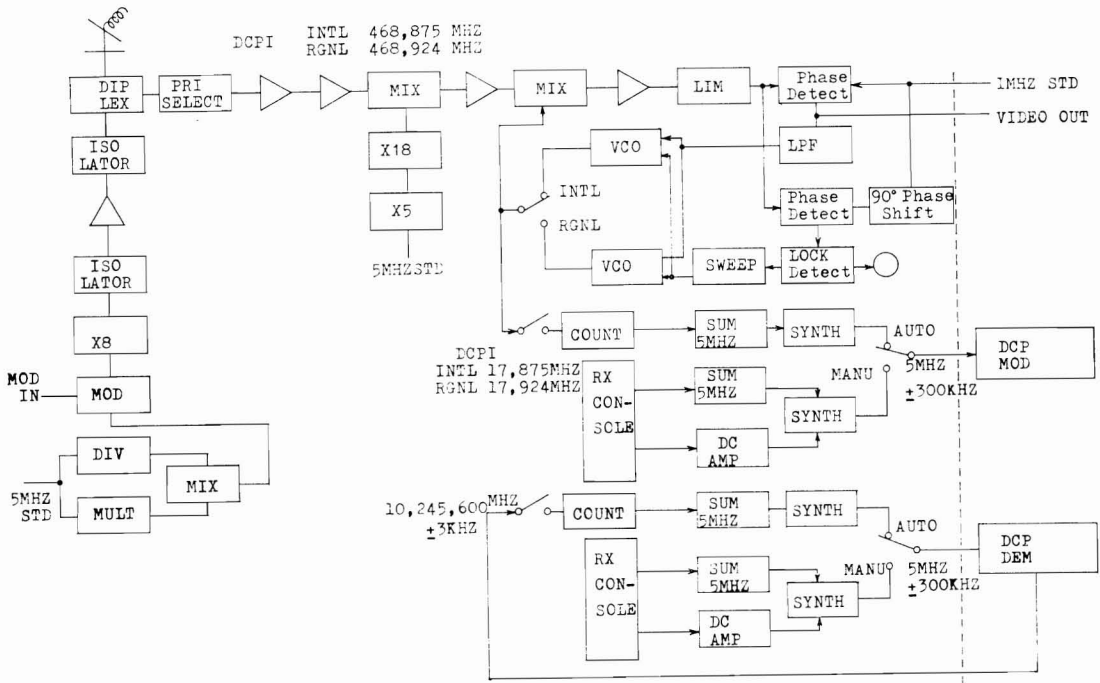 INTL 468,875 MHZ
DCPI
RGNL 468,924 MHZ
DIP
LEX
PRI
SELECT
MIX
MIX
LIM
Phase
Detect
1MHZ STD
VIDEO OUT
ISO
LATOR
X18
VCO
LPF
INTL
X5
Phase
Detect
90° Phase
Shift
RGNL
5MHZSTD
VCO
SWEEP
LOCK
Detect
ISO
LATOR
X8
COUNT
SUM
5MHZ
SYNTH
AUTO
DCP
MOD
5MHZ
±300KHZ
DCPI
INTL 17,875MHZ
RGNL 17,924MHZ
MOD
IN
MOD
RX
CON-
SOLE
SUM
5MHZ
MANU
SYNTH
DC
AMP
DIV
MIX
5MHZ
STD
MULT
10,245,600 MHZ
±3KHZ
COUNT
SUM
5MHZ
SYNTH
AUTO
DCP
DEM
5MHZ
±300KHZ
RX
CON-
SOLE
SUM
5MHZ
MANU
SYNTH
DC
AMP